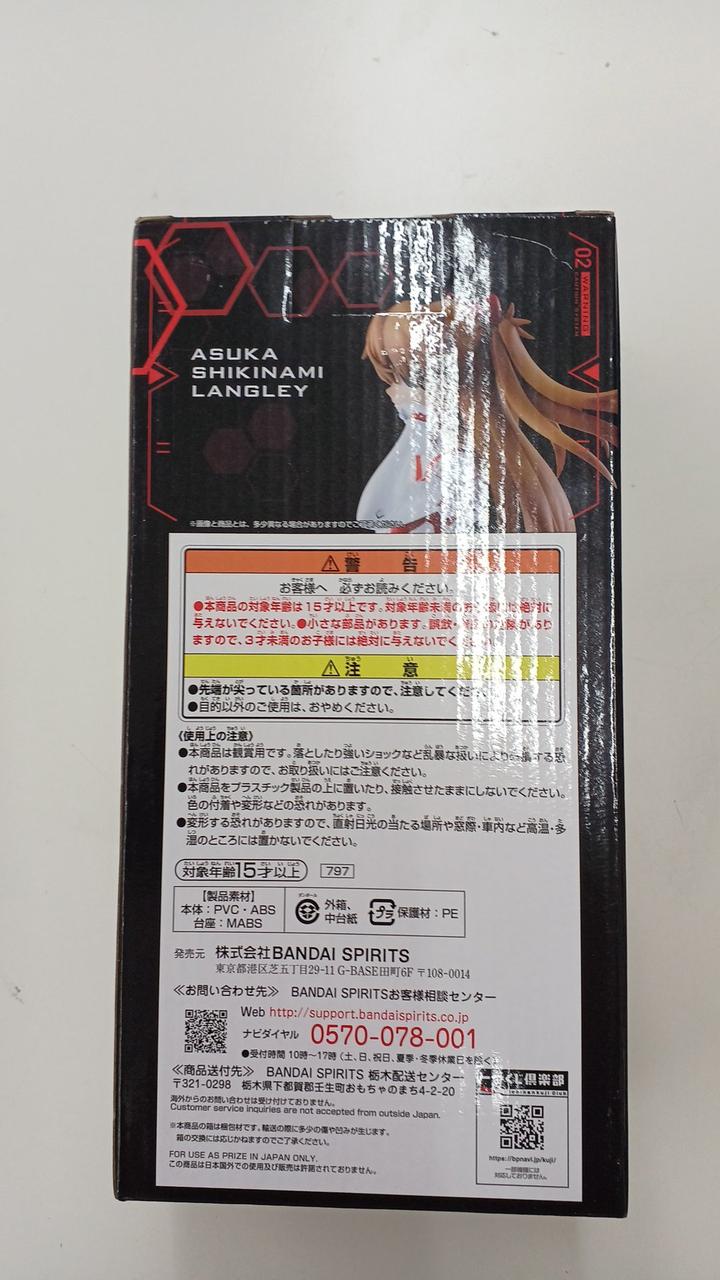 02 WARNING
ASUKA
SHIKINAMI
LANGLEY
※画像と商品とは、多少異なる場合がありますのでご了承ください。
⚠警告
お客様へ 必ずお読みください。
●本商品の対象年齢は15才以上です。対象年齢未満のお子様には絶対に
与えないでください。●小さな部品があります。誤飲・ の危険があり
ますので、3才未満のお子様には絶対に与えないでください。
⚠注意
●先端が尖っている箇所がありますので、注意してください。
●目的以外のご使用は、おやめください。
《使用上の注意》
●本商品は観賞用です。落としたり強いショックなど乱暴な扱いにより破損する恐
れがありますので、お取り扱いにはご注意ください。
●本商品をプラスチック製品の上に置いたり、接触させたままにしないでください。
色の付着や変形などの恐れがあります。
●変形する恐れがありますので、直射日光の当たる場所や窓際・車内など高温・多
湿のところには置かないでください。
対象年齢15才以上 797
【製品素材】
本体：PVC・ABS
台座：MABS
ダンボール
外箱、
中台紙
プラ
保護材：PE
発売元 株式会社BANDAI SPIRITS
東京都港区芝五丁目29-11 G-BASE田町6F 〒108-0014
≪お問い合わせ先≫ BANDAI SPIRITSお客様相談センター
Web http://support.bandaispirits.co.jp
ナビダイヤル 0570-078-001
●受付時間 10時〜17時（土、日、祝日、夏季・冬季休業日を除く）
≪商品送付先≫ BANDAI SPIRITS 栃木配送センター
〒321-0298 栃木県下都賀郡壬生町おもちゃのまち4-2-20
海外からのお問い合わせは受け付けておりません。
Customer service inquiries are not accepted from outside Japan.
※本商品の箱は梱包材です。輸送の際に多少の傷や凹みが生じます。
箱の交換には応じかねますのでご了承ください。
FOR USE AS PRIZE IN JAPAN ONLY.
この商品は日本国外での使用及び販売は許諾されておりません。
倶楽部
Ichibankuji Club
https://bpnavi.jp/kuji/
一部機種には
対応しておりません。